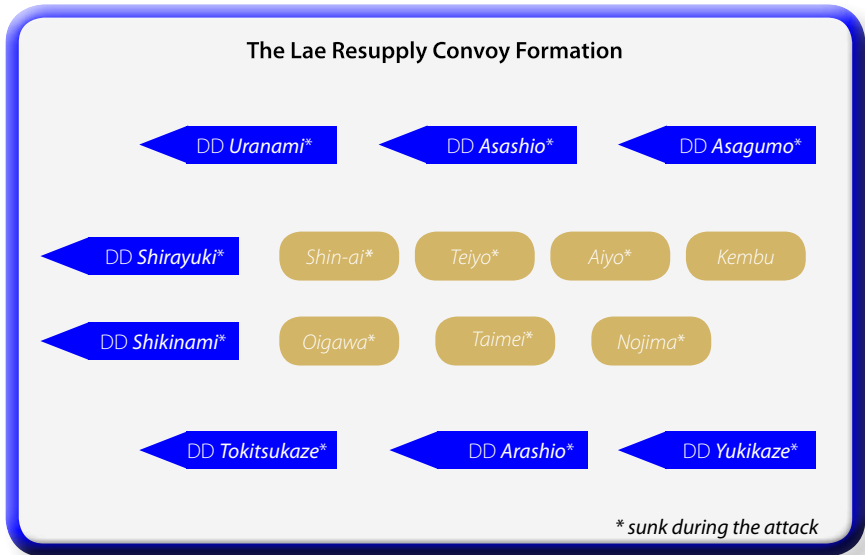 The Lae Resupply Convoy Formation
DD Uranami* DD Asashio* DD Asagumo*
DD Shirayuki* Shin-ai* Teiyo* Aiyo* Kembu
DD Shikinami* Oigawa* Taimei* Nojima*
DD Tokitsukaze* DD Arashio* DD Yukikaze*
* sunk during the attack